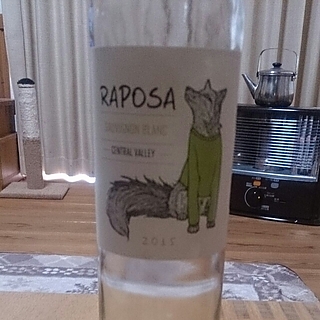 RAPOSA
SAUVIGNON BLANC
CENTRAL VALLEY
2015